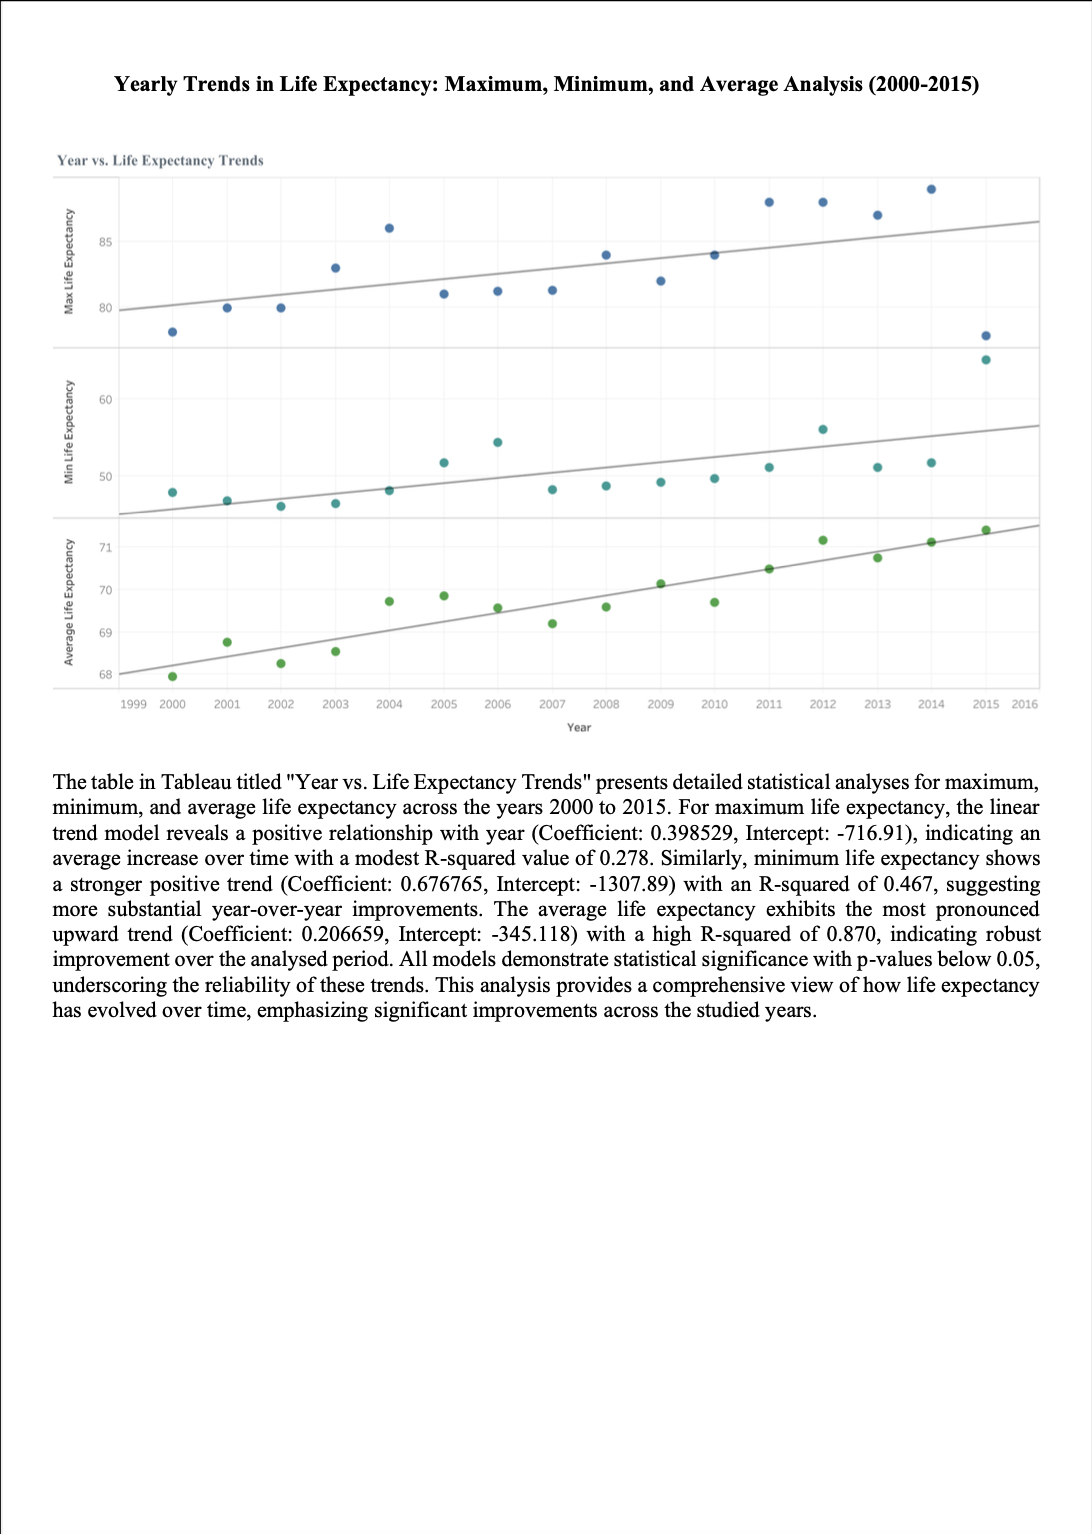 Yearly Trends in Life Expectancy: Maximum, Minimum, and Average Analysis (2000-2015)
Year vs. Life Expectancy Trends
Max Life Expectancy
85
80
Min Life Expectancy
60
50
Average Life Expectancy
71
70
69
68
1999 2000 2001 2002 2003 2004 2005 2006 2007 2008 2009 2010 2011 2012 2013 2014 2015 2016
Year
The table in Tableau titled "Year vs. Life Expectancy Trends" presents detailed statistical analyses for maximum,
minimum, and average life expectancy across the years 2000 to 2015. For maximum life expectancy, the linear
trend model reveals a positive relationship with year (Coefficient: 0.398529, Intercept: -716.91), indicating an
average increase over time with a modest R-squared value of 0.278. Similarly, minimum life expectancy shows
a stronger positive trend (Coefficient: 0.676765, Intercept: -1307.89) with an R-squared of 0.467, suggesting
more substantial year-over-year improvements. The average life expectancy exhibits the most pronounced
upward trend (Coefficient: 0.206659, Intercept: -345.118) with a high R-squared of 0.870, indicating robust
improvement over the analysed period. All models demonstrate statistical significance with p-values below 0.05,
underscoring the reliability of these trends. This analysis provides a comprehensive view of how life expectancy
has evolved over time, emphasizing significant improvements across the studied years.